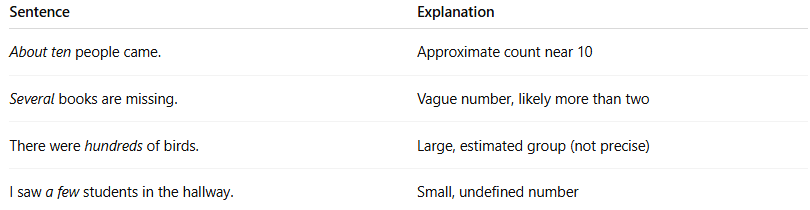 Sentence Explanation
About ten people came. Approximate count near 10
Several books are missing. Vague number, likely more than two
There were hundreds of birds. Large, estimated group (not precise)
I saw a few students in the hallway. Small, undefined number